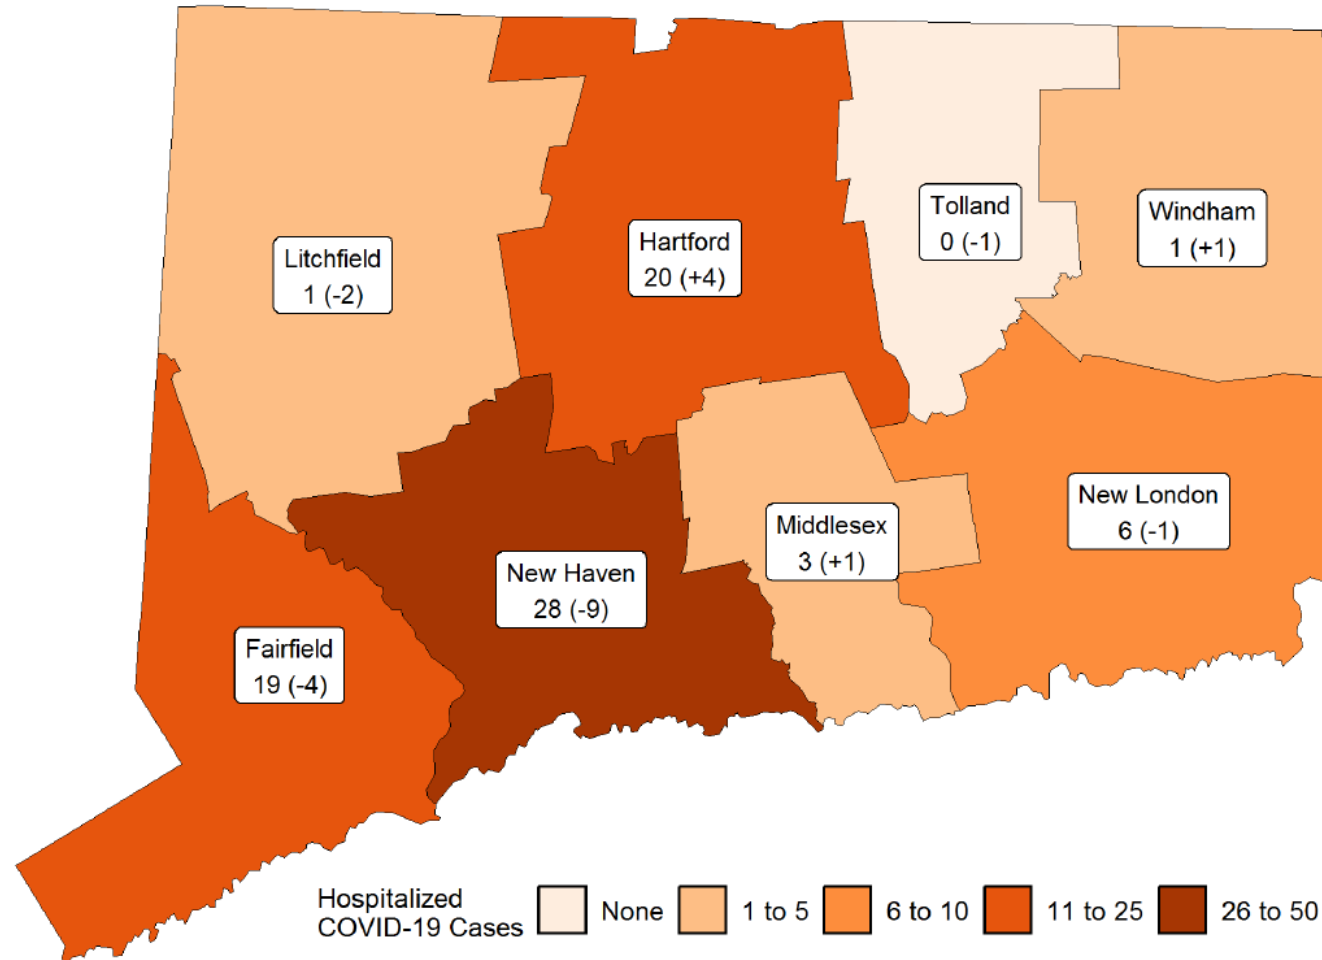 Tolland
0 (-1)
Windham
1 (+1)
Hartford
20 (+4)
Litchfield
1 (-2)
New London
6 (-1)
Middlesex
3 (+1)
New Haven
28 (-9)
Fairfield
19 (-4)
Hospitalized
COVID-19 Cases
None
1 to 5
6 to 10
11 to 25
26 to 50